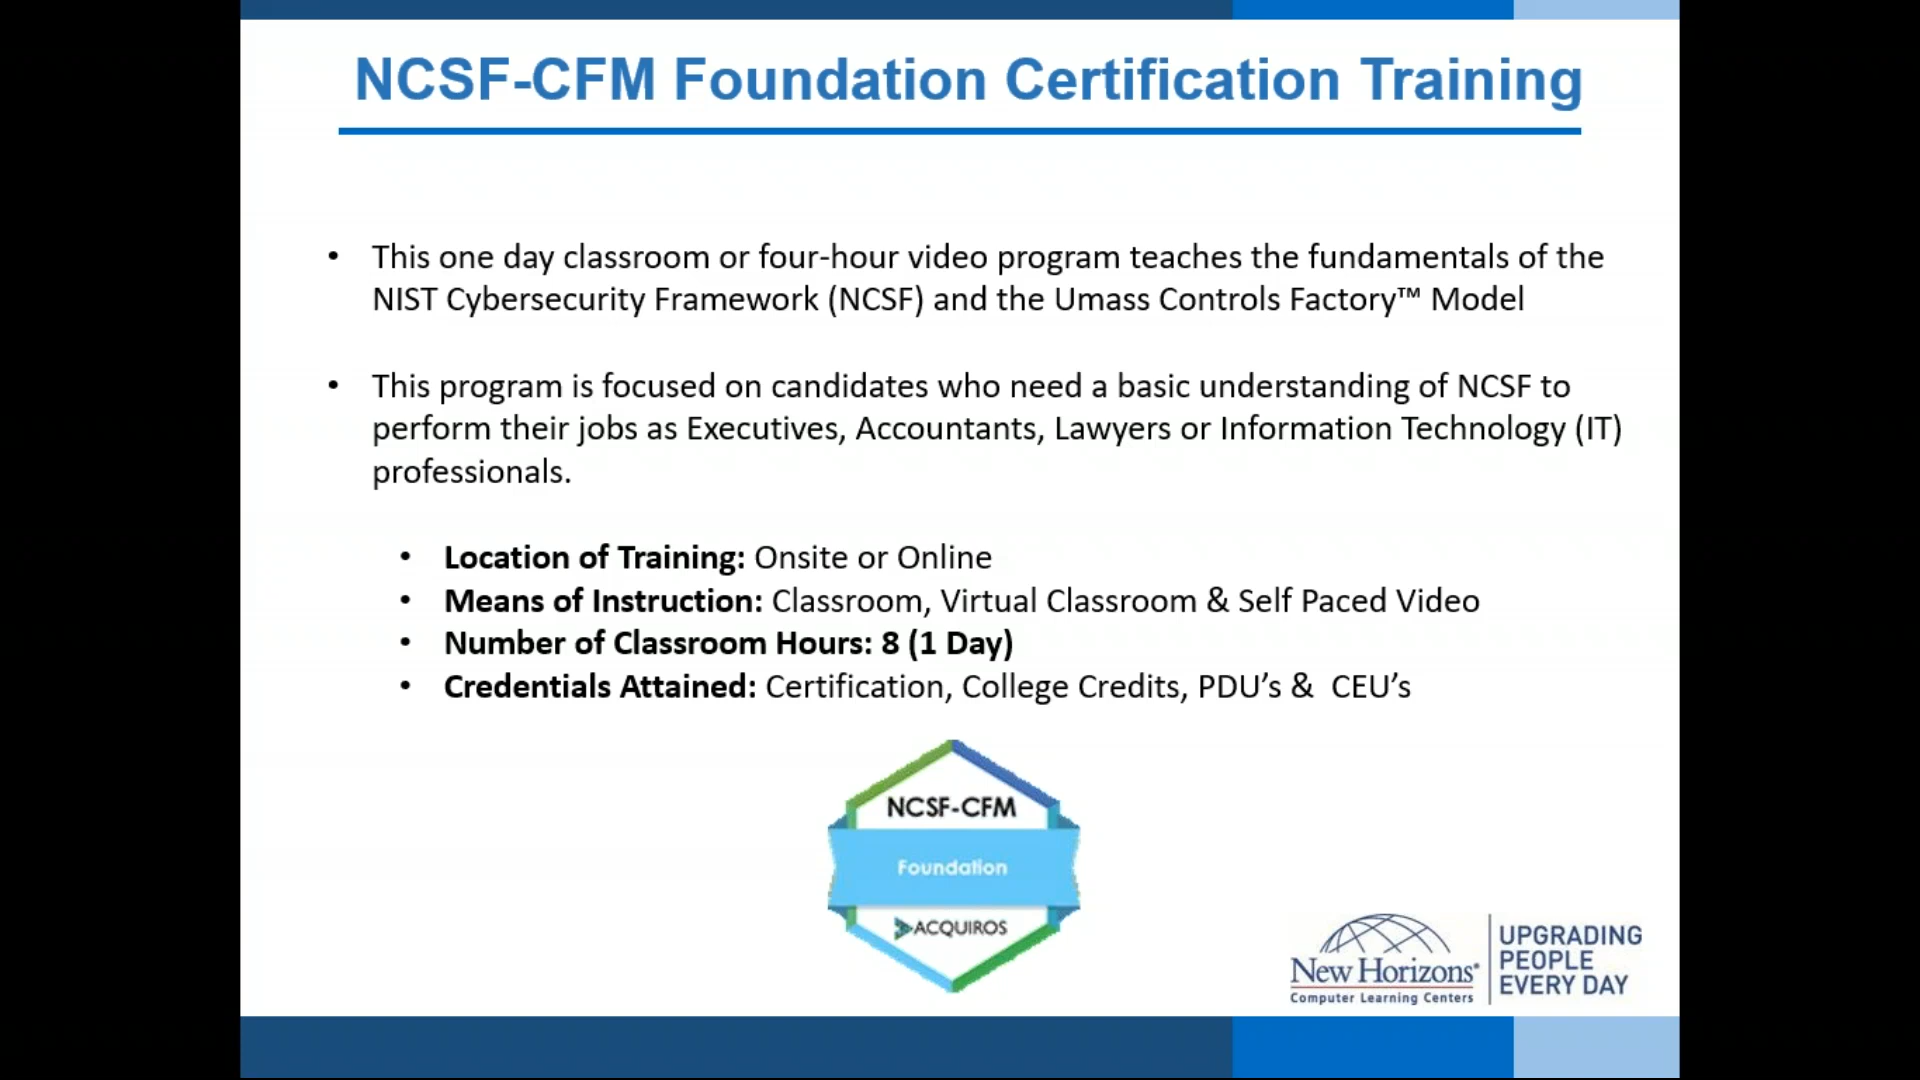 NCSF-CFM Foundation Certification Training
• This one day classroom or four-hour video program teaches the fundamentals of the
NIST Cybersecurity Framework (NCSF) and the Umass Controls Factory™ Model
• This program is focused on candidates who need a basic understanding of NCSF to
perform their jobs as Executives, Accountants, Lawyers or Information Technology (IT)
professionals.
• Location of Training: Onsite or Online
• Means of Instruction: Classroom, Virtual Classroom & Self Paced Video
• Number of Classroom Hours: 8 (1 Day)
• Credentials Attained: Certification, College Credits, PDU’s &  CEU’s
NCSF-CFM
Foundation
ACQUIROS
New Horizons®
Computer Learning Centers
UPGRADING
PEOPLE
EVERY DAY